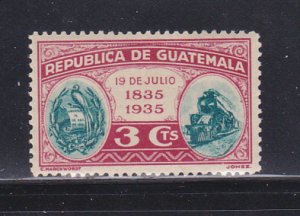 REPUBLICA DE GUATEMALA
19 DE JULIO
1835
1935
3 CTS